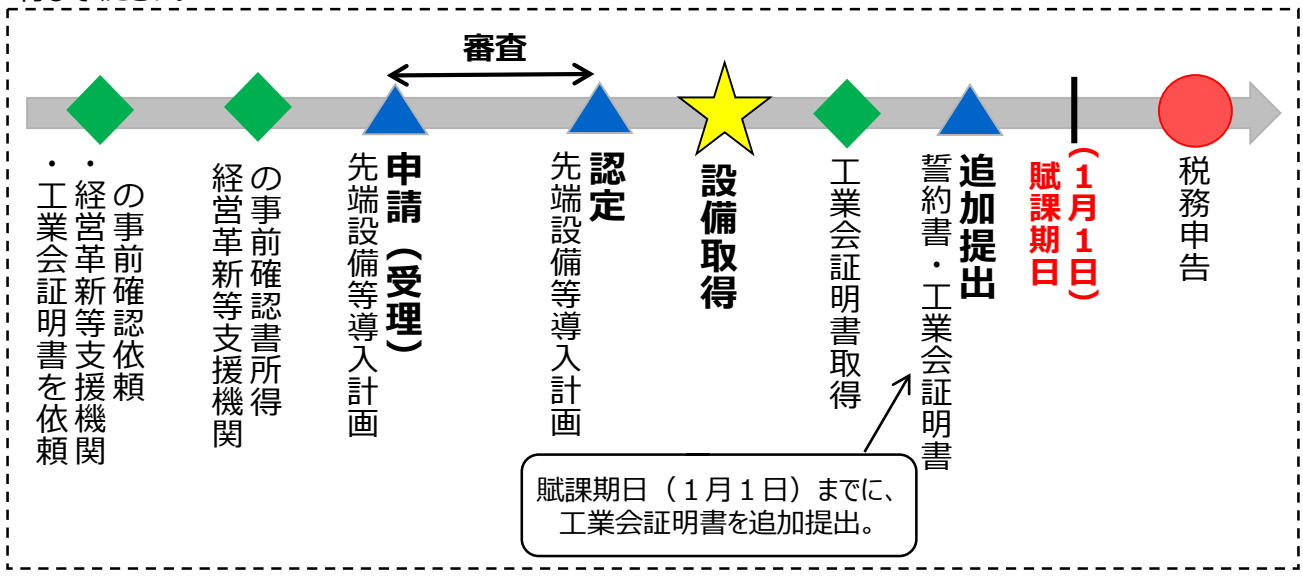 審査
・工業会証明書を依頼
・経営革新等支援機関
の事前確認依頼
経営革新等支援機関
の事前確認書所得
先端設備等導入計画
申請（受理）
先端設備等導入計画
認定
設備取得
工業会証明書取得
誓約書・工業会証明書
追加提出
賦課期日
（１月１日）
税務申告
賦課期日（１月１日）までに、
工業会証明書を追加提出。